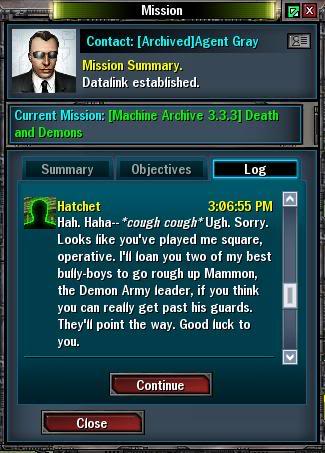 Mission
Contact: [Archived]Agent Gray
Mission Summary.
Datalink established.
Current Mission: [Machine Archive 3.3.3] Death
and Demons
Summary
Objectives
Log
Hatchet 3:06:55 PM
Hah. Haha--*cough cough* Ugh. Sorry.
Looks like you've played me square,
operative. I'll loan you two of my best
bully-boys to go rough up Mammon,
the Demon Army leader, if you think
you can really get past his guards.
They'll point the way. Good luck to
you.
Continue
Close